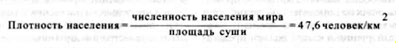 Плотность населения = численность населения мира / площадь суши = 47,6 человек/км²